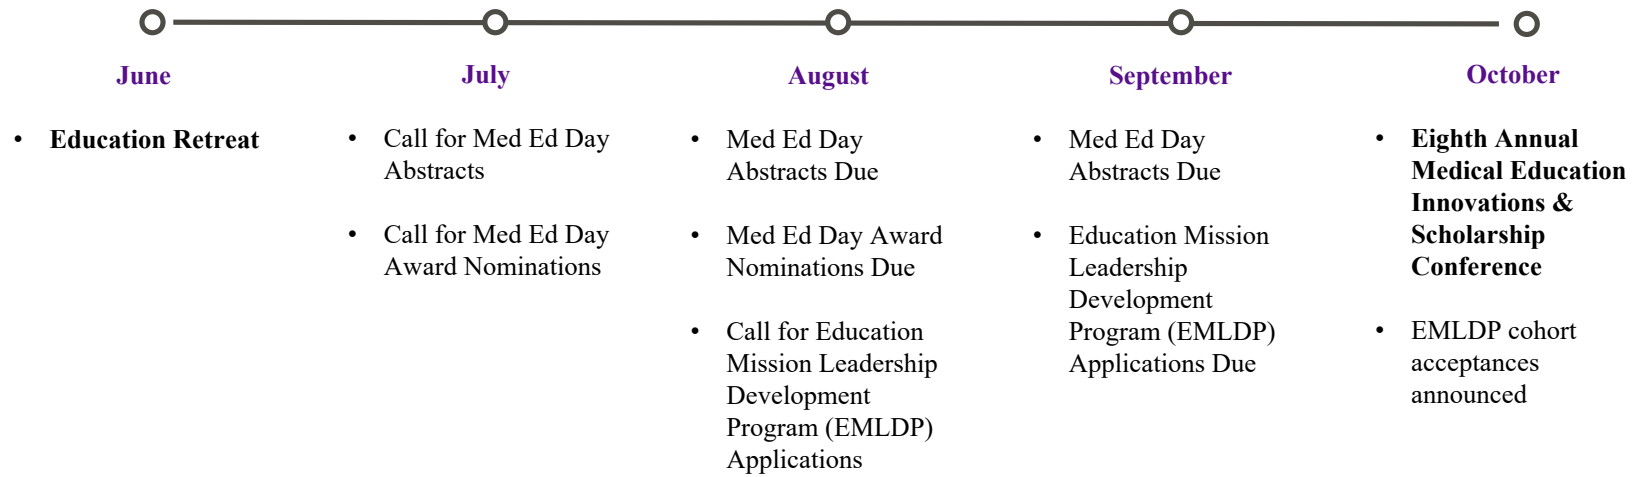 June
• Education Retreat
July
• Call for Med Ed Day
Abstracts
• Call for Med Ed Day
Award Nominations
August
• Med Ed Day
Abstracts Due
• Med Ed Day Award
Nominations Due
• Call for Education
Mission Leadership
Development
Program (EMLDP)
Applications
September
• Med Ed Day
Abstracts Due
• Education Mission
Leadership
Development
Program (EMLDP)
Applications Due
October
• Eighth Annual
Medical Education
Innovations &
Scholarship
Conference
• EMLDP cohort
acceptances
announced